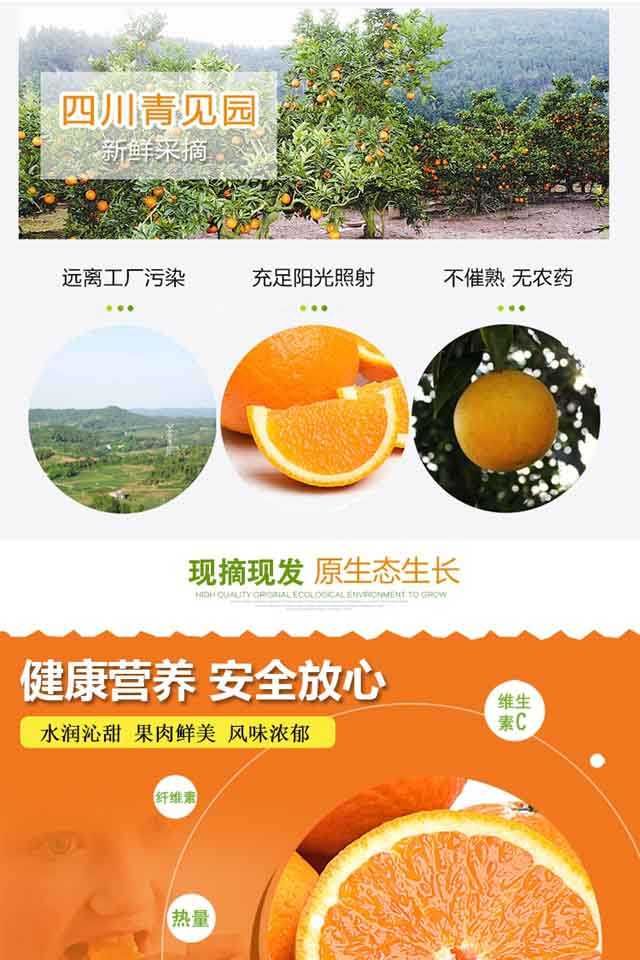 四川青见园
新鲜采摘
远离工厂污染
充足阳光照射
不催熟 无农药
现摘现发 原生态生长
HIGH QUALITY ORIGINAL ECOLOGICAL ENVIRONMENT TO GROW
健康营养 安全放心
水润沁甜 果肉鲜美 风味浓郁
维生
素C
纤维素
热量